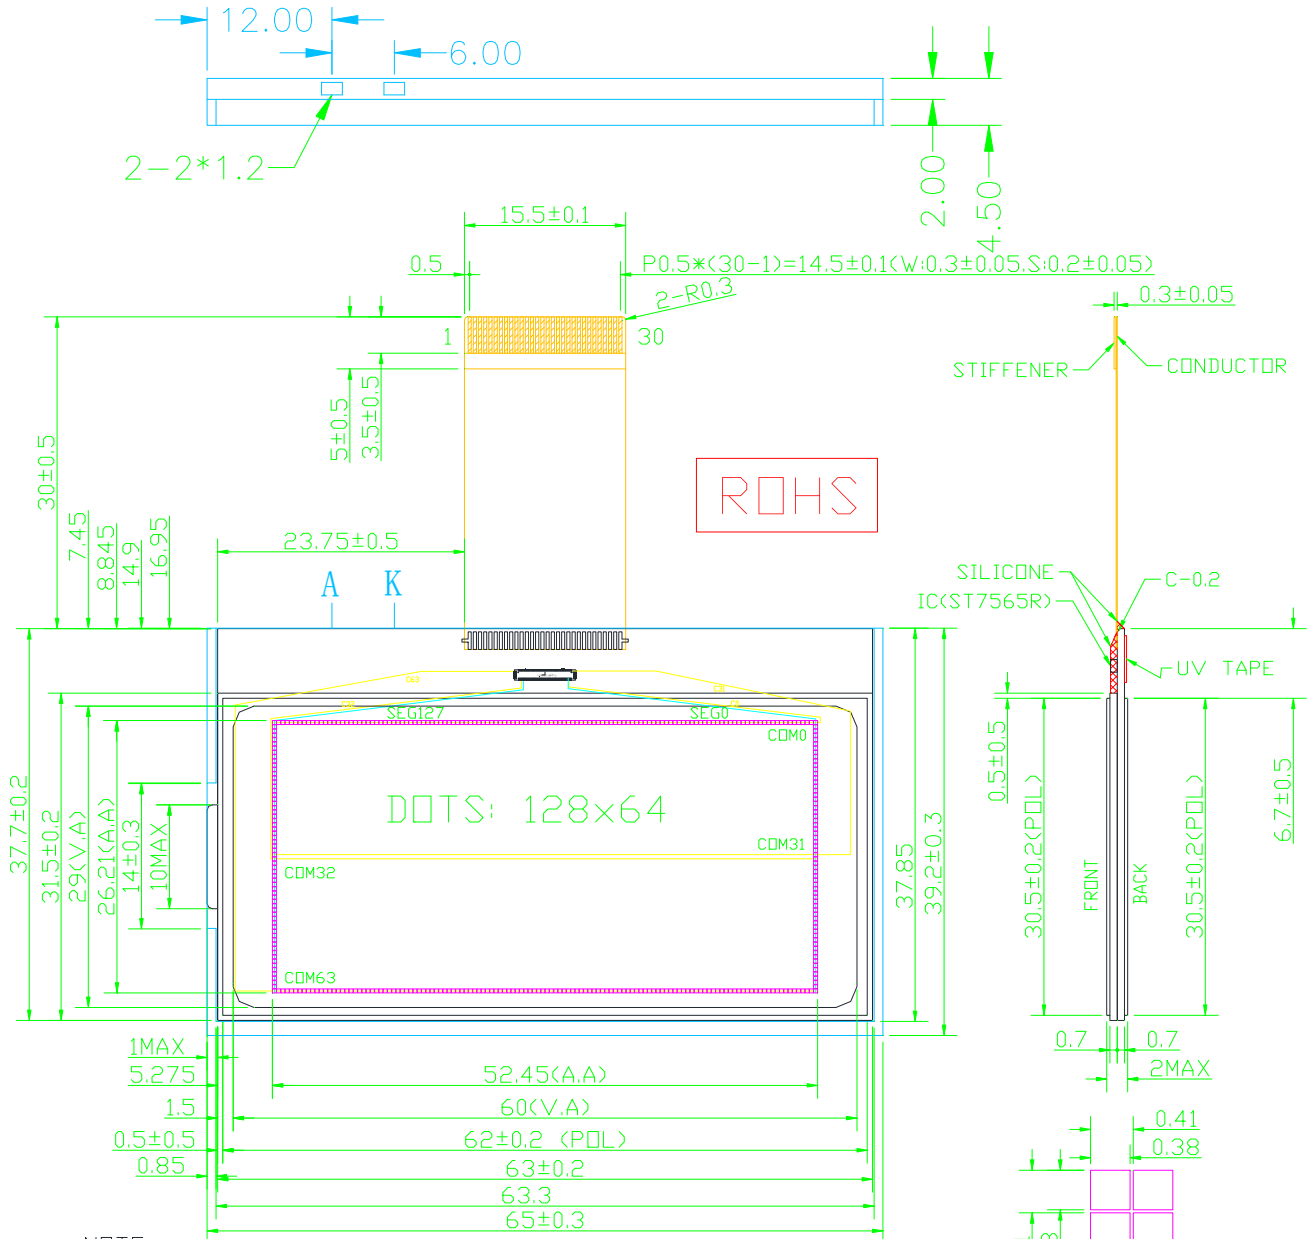 12.00
6.00
2-2*1.2
2.00
4.50
15.5±0.1
0.5
P0.5*(30-1)=14.5±0.1(W:0.3±0.05.S:0.2±0.05)
2-R0.3
0.3±0.05
1
30
STIFFENER
CONDUCTOR
5±0.5
3.5±0.5
30±0.5
ROHS
7.45
8.845
14.9
16.95
23.75±0.5
A
K
SILICONE
C-0.2
IC(ST7565R)
UV TAPE
SEG127
SEG0
COM0
DOTS: 128x64
COM31
COM32
COM63
37.7±0.2
31.5±0.2
29(V.A)
26.21(A.A)
14±0.3
10MAX
37.85
39.2±0.3
0.5±0.5
30.5±0.2(POL)
FRONT
BACK
30.5±0.2(POL)
6.7±0.5
0.7
0.7
2MAX
1MAX
5.275
52.45(A.A)
1.5
60(V.A)
0.5±0.5
62±0.2 (POL)
0.85
63±0.2
63.3
65±0.3
0.41
0.38